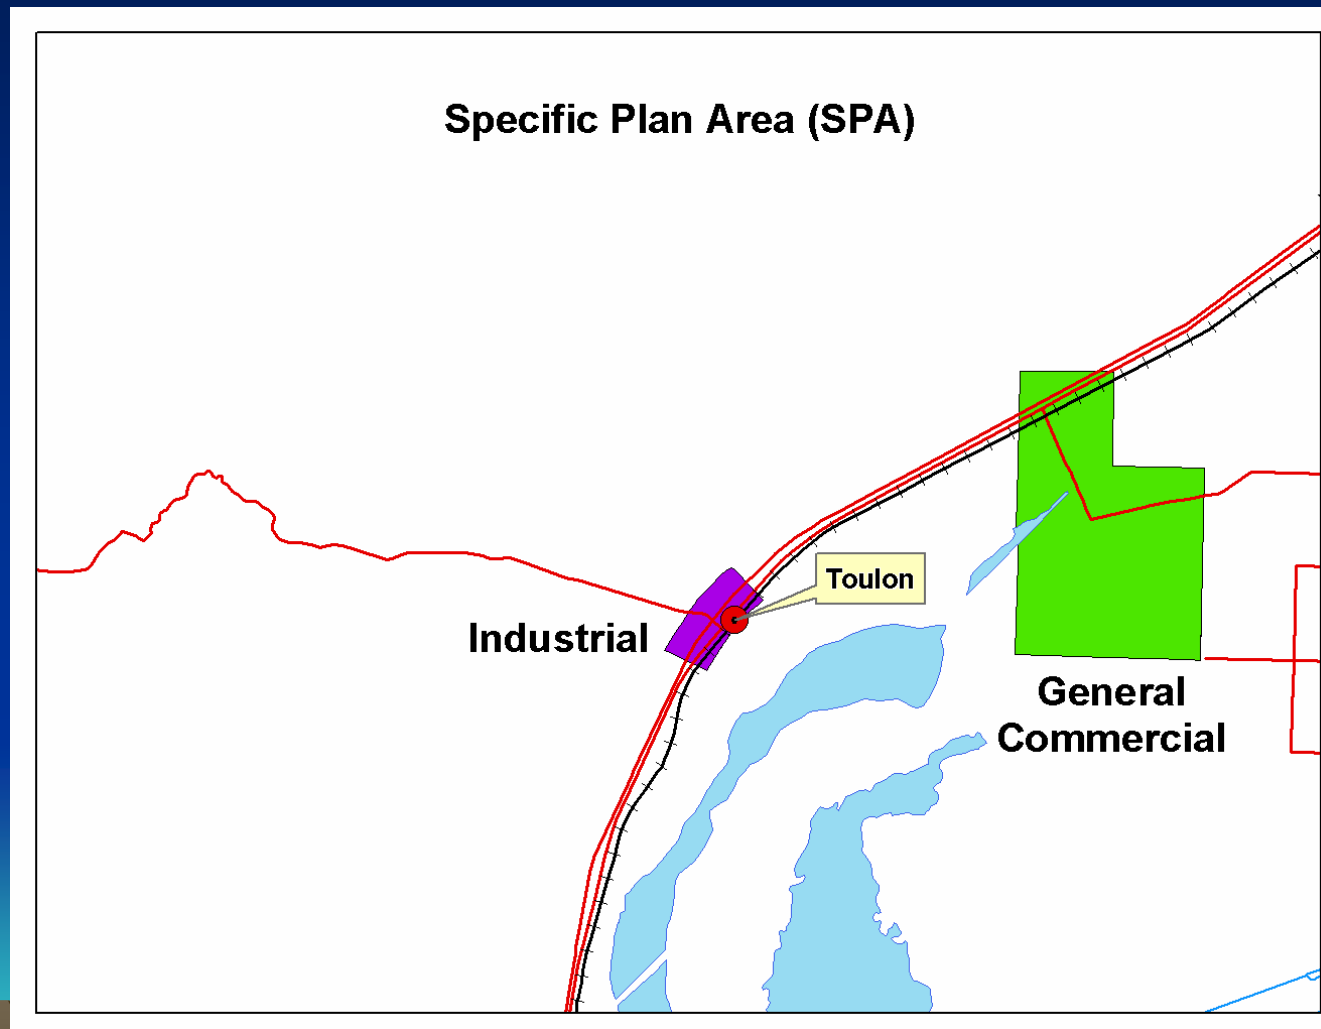 Specific Plan Area (SPA)
Toulon
Industrial
General
Commercial